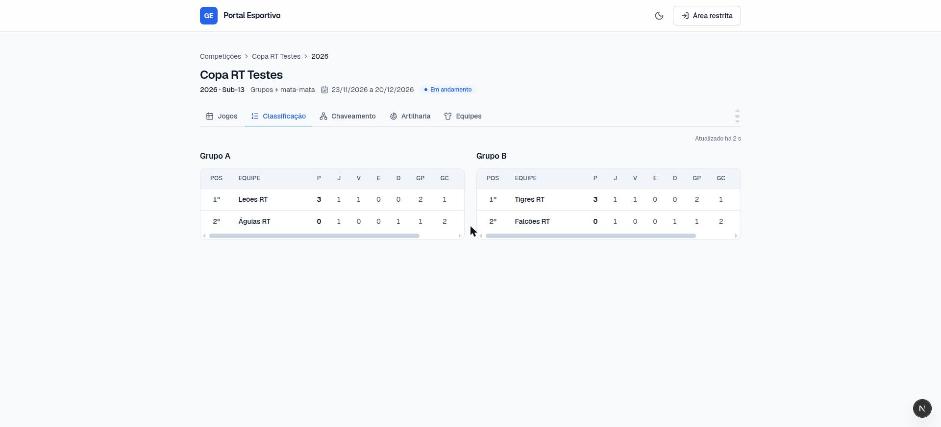 GE Portal Esportivo
Área restrita
Competições > Copa RT Testes > 2026
Copa RT Testes
2026 · Sub-13 Grupos + mata-mata 23/11/2026 a 20/12/2026 Em andamento
Jogos Classificação Chaveamento Artilharia Equipes
Atualizado há 2 s
Grupo A
POS EQUIPE P J V E D GP GC
1º Leões RT 3 1 1 0 0 2 1
2º Águias RT 0 1 0 0 1 1 2
Grupo B
POS EQUIPE P J V E D GP GC
1º Tigres RT 3 1 1 0 0 2 1
2º Falcões RT 0 1 0 0 1 1 2
N